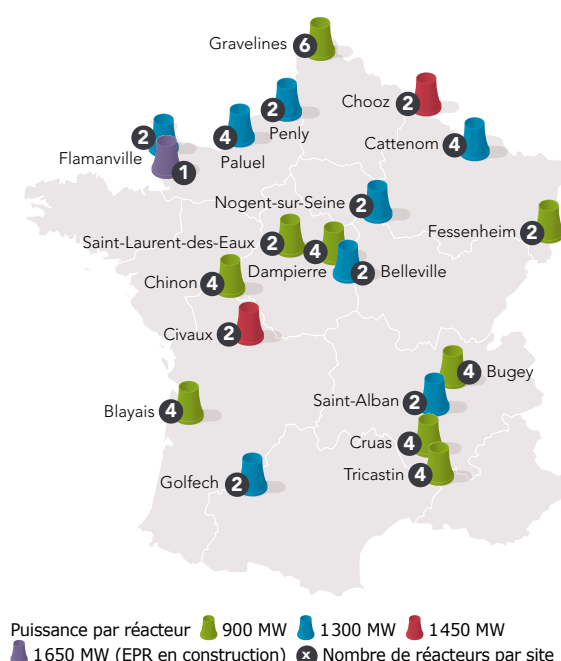 Gravelines 6
Chooz 2
2 Penly
4 Paluel
Cattenom 4
2 Flamanville
1
Nogent-sur-Seine 2
Fessenheim 2
Saint-Laurent-des-Eaux 2
4 Dampierre
2 Belleville
Chinon 4
Civaux 2
4 Bugey
Saint-Alban 2
Blayais 4
Cruas 4
Tricastin 4
Golfech 2
Puissance par réacteur 900 MW 1300 MW 1450 MW
1650 MW (EPR en construction) x Nombre de réacteurs par site